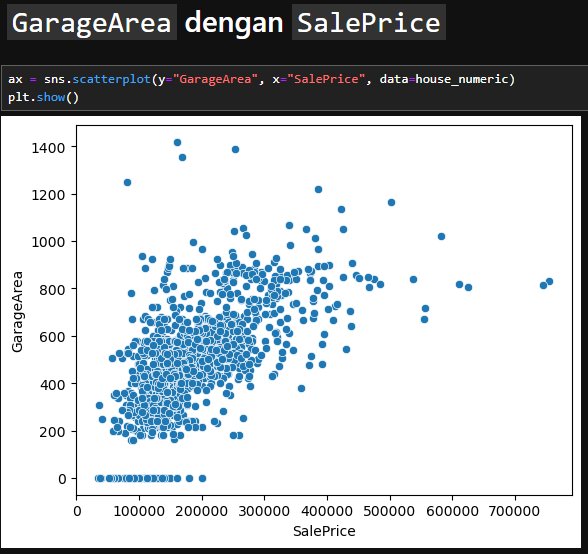 GarageArea dengan SalePrice
ax = sns.scatterplot(y="GarageArea", x="SalePrice", data=house_numeric)
plt.show()
1400
1200
1000
800
600
400
200
0
GarageArea
0 100000 200000 300000 400000 500000 600000 700000
SalePrice